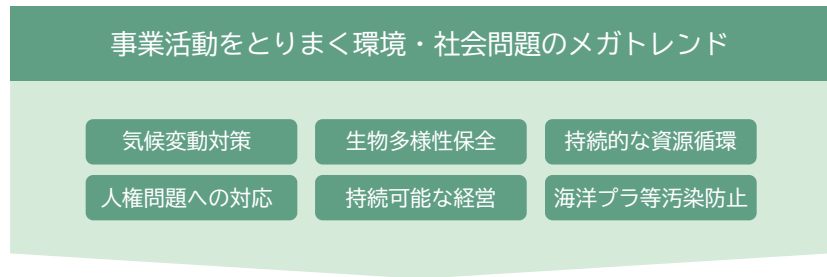 事業活動をとりまく環境・社会問題のメガトレンド
気候変動対策
生物多様性保全
持続的な資源循環
人権問題への対応
持続可能な経営
海洋プラ等汚染防止